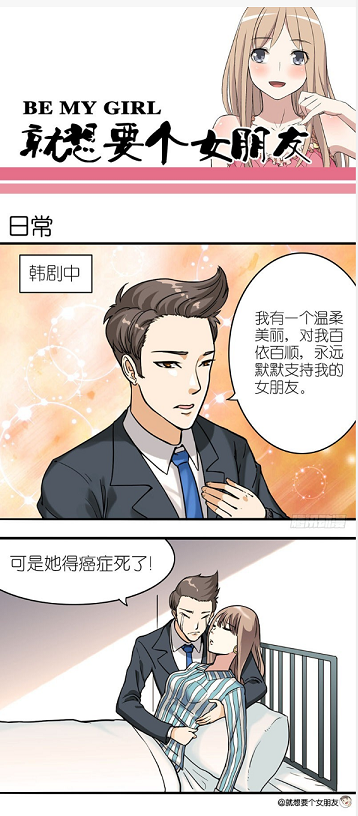 BE MY GIRL
就想要个女朋友
日常
韩剧中
我有一个温柔
美丽，对我百
依百顺，永远
默默支持我的
女朋友。
可是她得癌症死了！
@就想要个女朋友